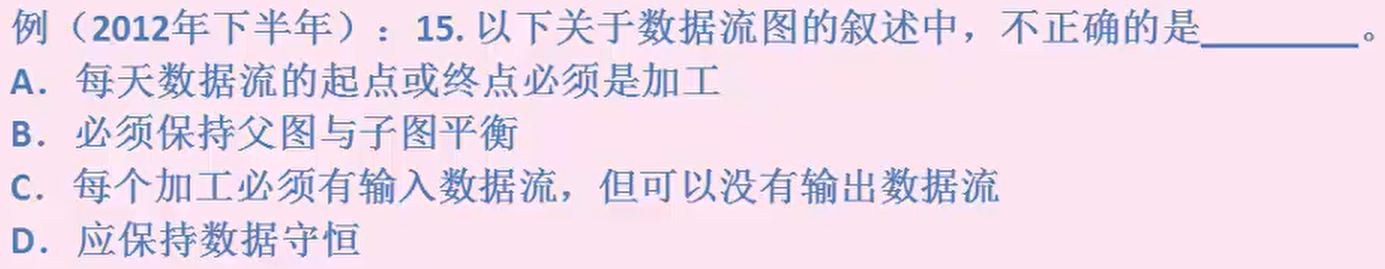 例（2012年下半年）：15. 以下关于数据流图的叙述中，不正确的是________。
A. 每天数据流的起点或终点必须是加工
B. 必须保持父图与子图平衡
C. 每个加工必须有输入数据流，但可以没有输出数据流
D. 应保持数据守恒